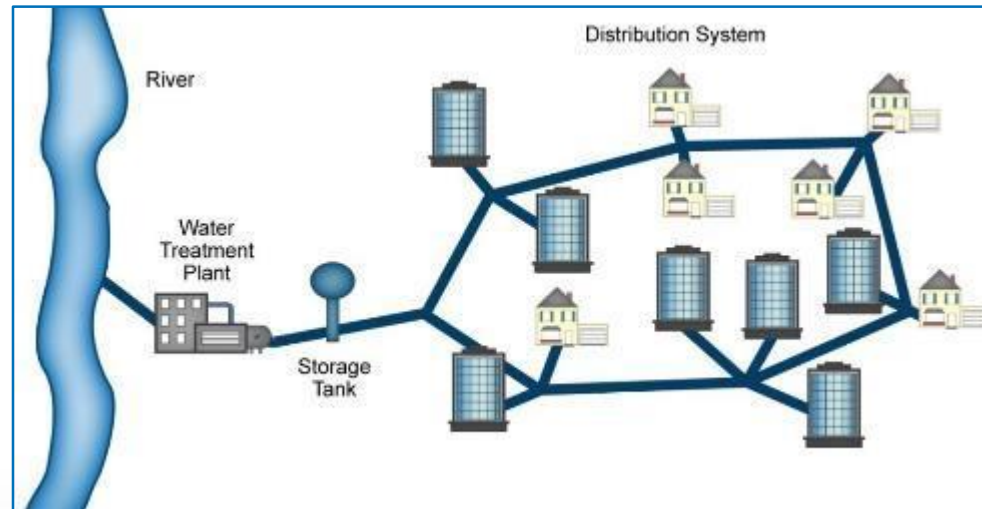 Distribution System
River
Water
Treatment
Plant
Storage
Tank